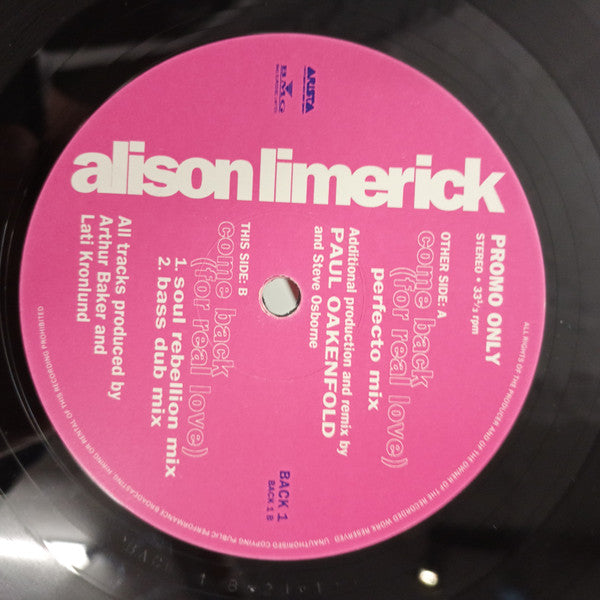 ARISTA
BMG
alison limerick
PROMO ONLY
STEREO • 33⅓ rpm
OTHER SIDE: A
come back
(for real love)
perfecto mix
Additional production and remix by
PAUL OAKENFOLD
and Steve Osborne
THIS SIDE: B
come back
(for real love)
1. soul rebellion mix
2. bass dub mix
All tracks produced by
Arthur Baker and
Lati Kronlund
BACK 1
BACK 1 B
ALL RIGHTS OF THE PRODUCER AND OF THE OWNER OF THE RECORDED WORK RESERVED UNAUTHORISED COPYING PUBLIC PERFORMANCE BROADCASTING HIRING OR RENTAL OF THIS RECORDING PROHIBITED